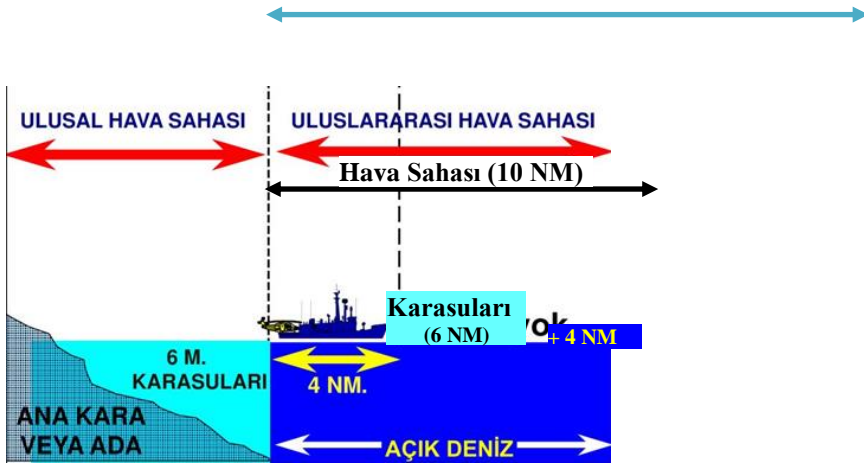 ULUSAL HAVA SAHASI
ULUSLARARASI HAVA SAHASI
Hava Sahası (10 NM)
Karasuları
(6 NM)
yok
+ 4 NM
6 M.
KARASULARI
4 NM.
ANA KARA
VEYA ADA
AÇIK DENİZ